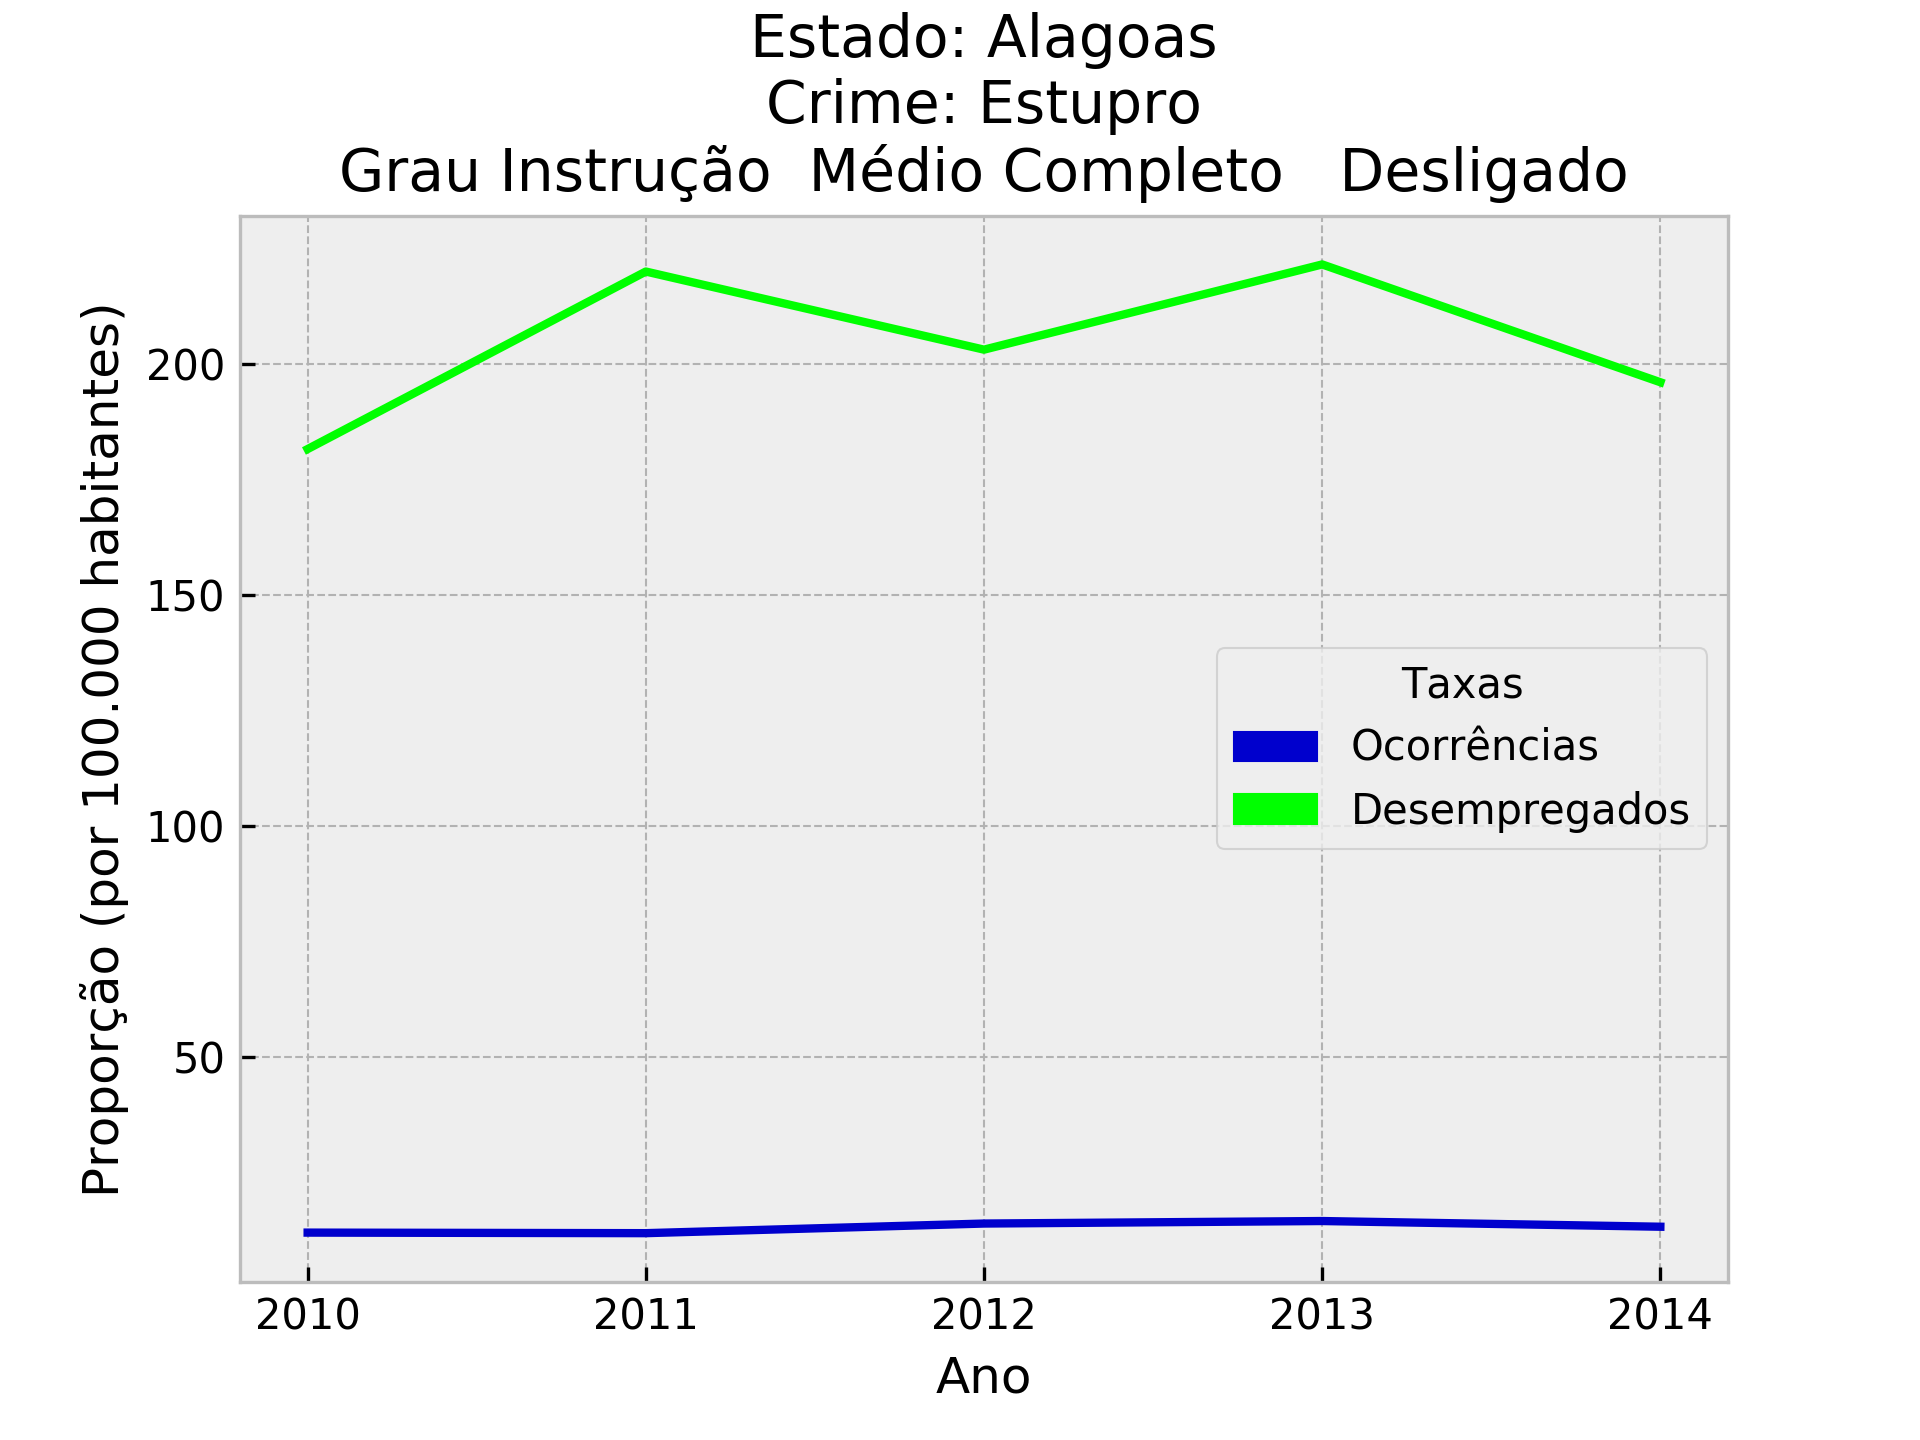 Estado: Alagoas
Crime: Estupro
Grau Instrução  Médio Completo   Desligado
Proporção (por 100.000 habitantes)
200
150
100
50
Taxas
Ocorrências
Desempregados
2010
2011
2012
2013
2014
Ano